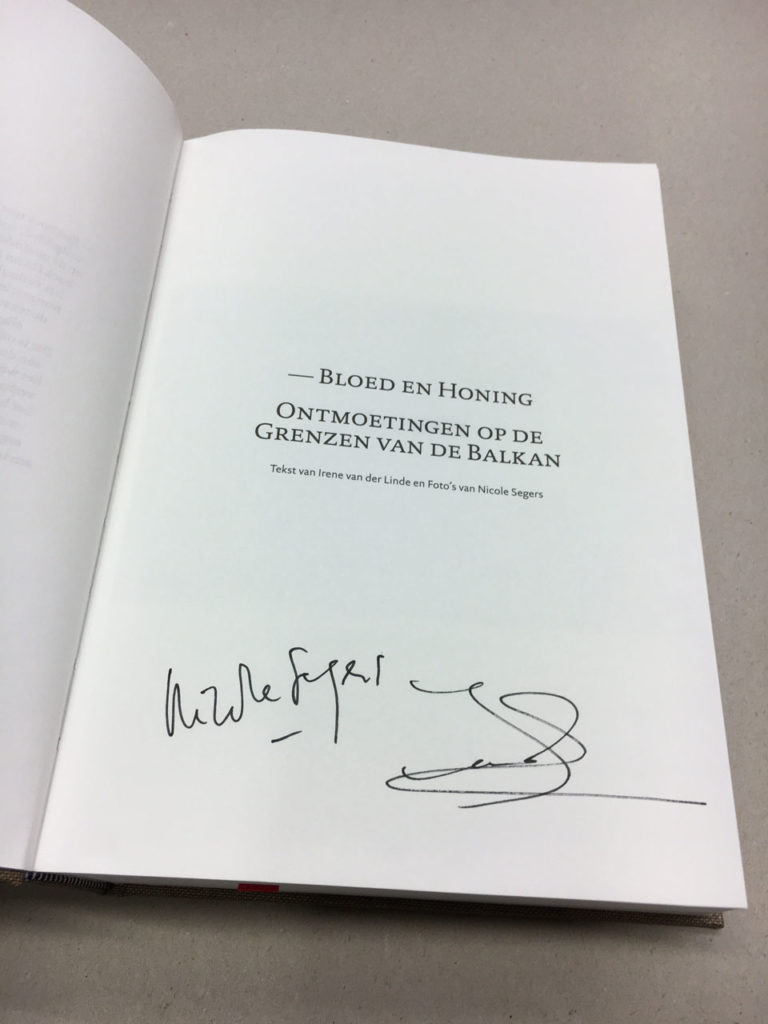 — Bloed en Honing
Ontmoetingen op de
Grenzen van de Balkan
Tekst van Irene van der Linde en Foto's van Nicole Segers
Nicole Segers